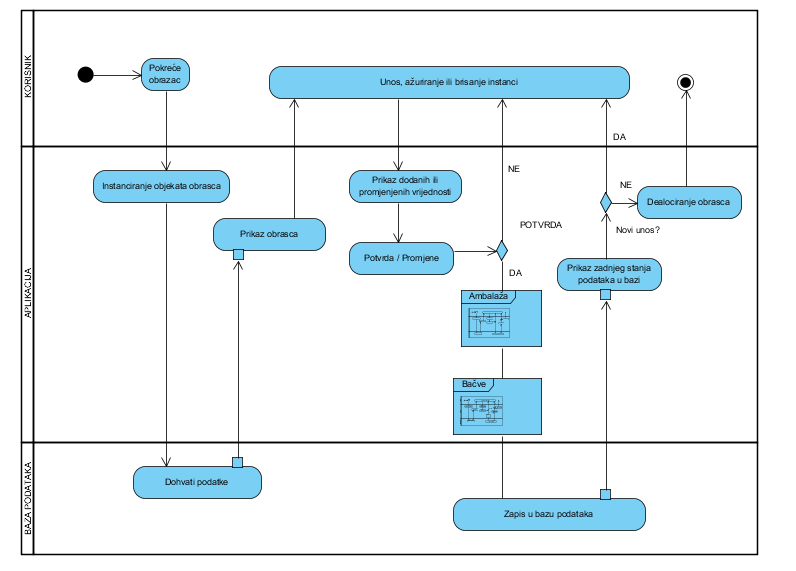 KORISNIK
Pokreće
obrazac
Unos, ažuriranje ili brisanje instanci
DA
APLIKACIJA
Instanciranje objekata obrasca
Prikaz dodanih ili
promjenjenih vrijednosti
NE
NE
Dealociranje obrasca
Prikaz obrasca
POTVRDA
Novi unos?
Potvrda / Promjene
DA
Prikaz zadnjeg stanja
podataka u bazi
Ambalaža
Bačve
BAZA PODATAKA
Dohvati podatke
Zapis u bazu podataka